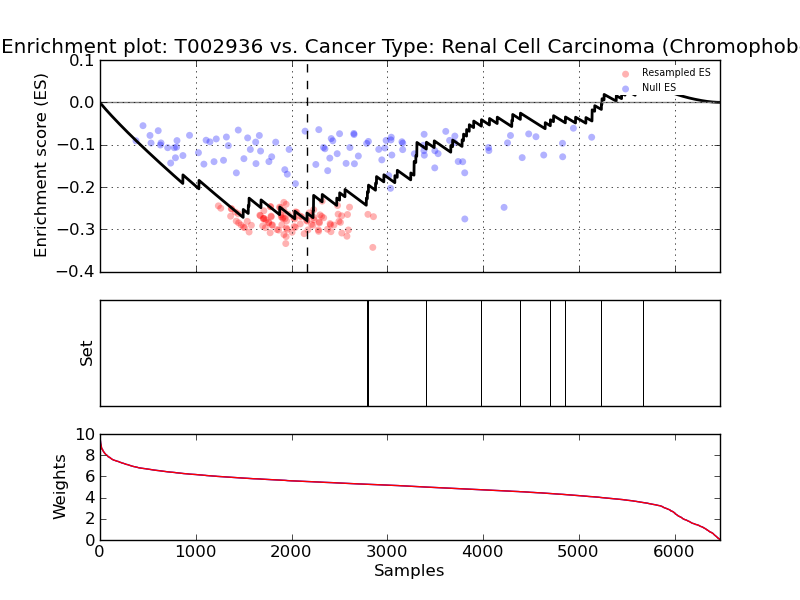 Enrichment plot: T002936 vs. Cancer Type: Renal Cell Carcinoma (Chromophob
Enrichment score (ES)
0.1
0.0
−0.1
−0.2
−0.3
−0.4
Resampled ES
Null ES
Set
Weights
10
8
6
4
2
0
0 1000 2000 3000 4000 5000 6000
Samples